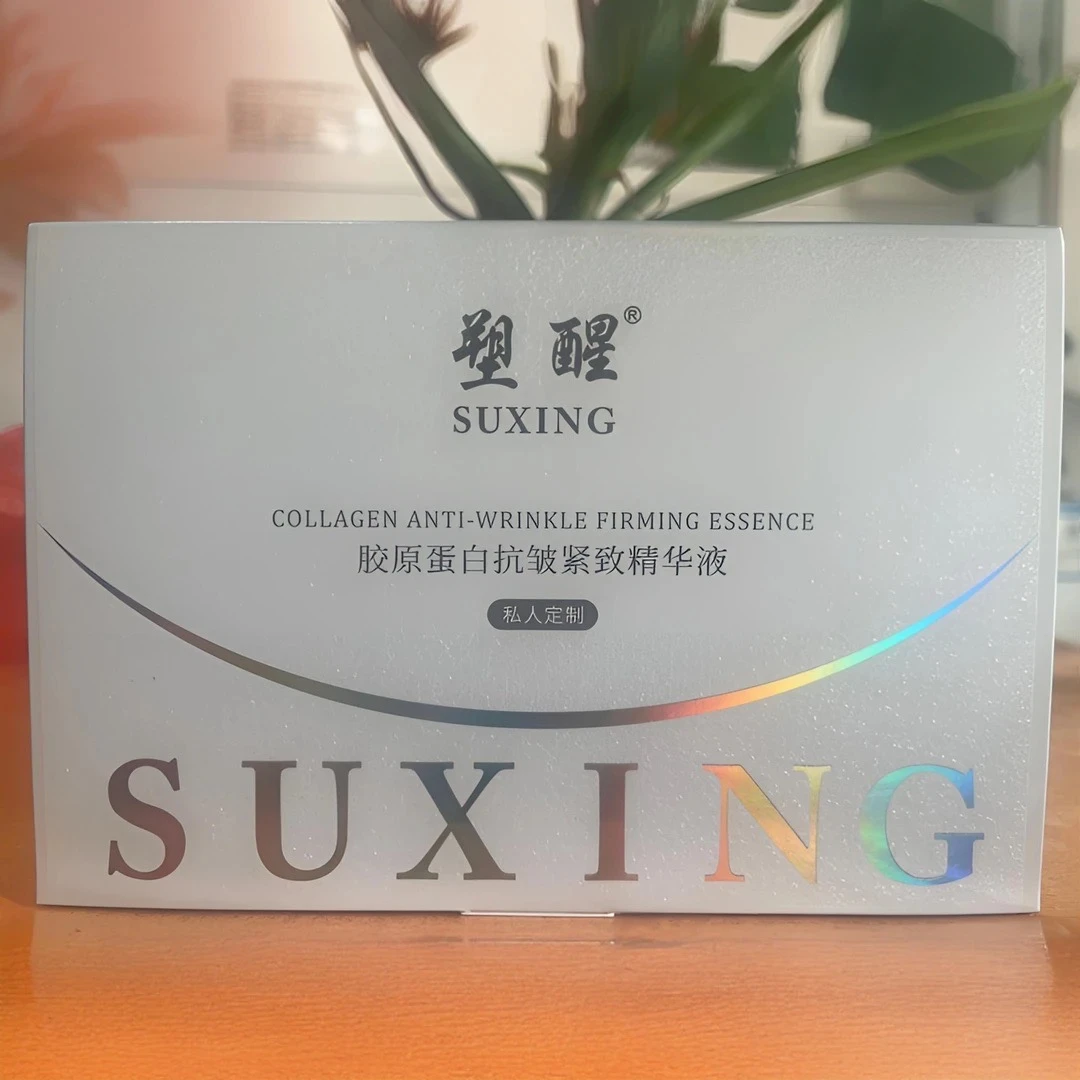 塑醒®
SUXING
COLLAGEN ANTI-WRINKLE FIRMING ESSENCE
胶原蛋白抗皱紧致精华液
私人定制
SUXING